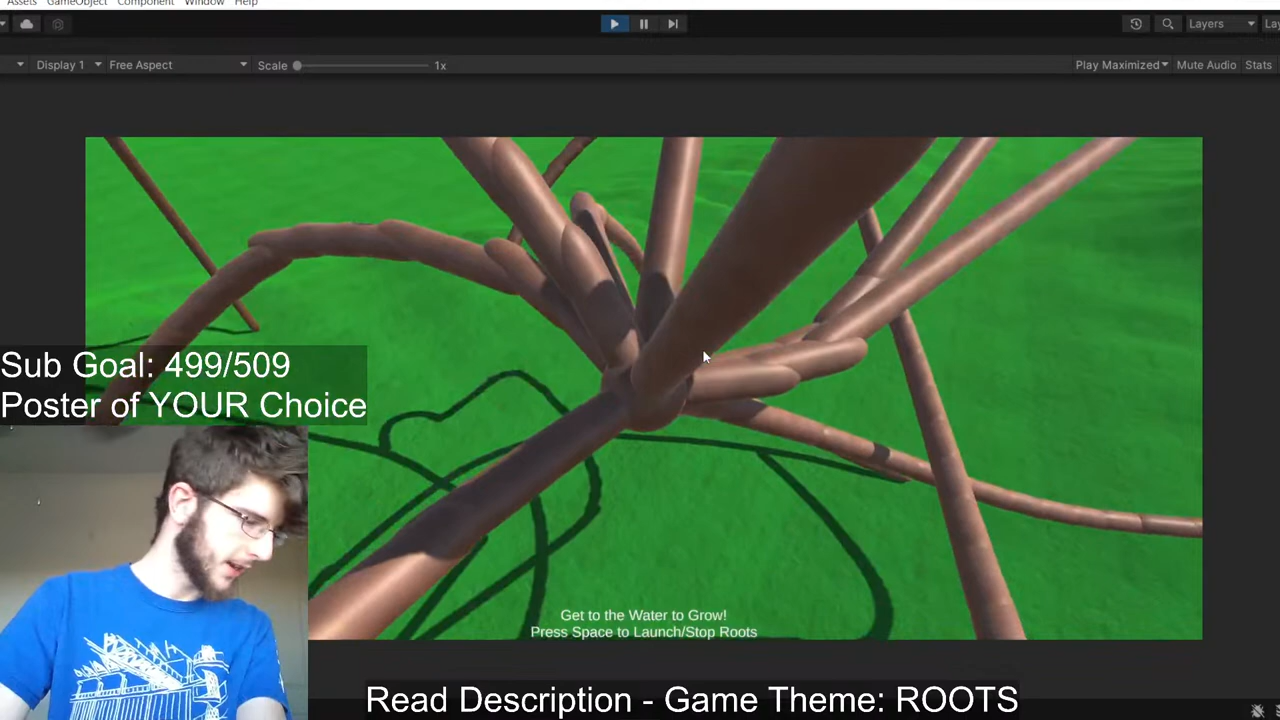 Assets GameObject Component Window Help
Layers
Display 1 Free Aspect Scale 1x Play Maximized Mute Audio Stats
Sub Goal: 499/509
Poster of YOUR Choice
Get to the Water to Grow!
Press Space to Launch/Stop Roots
Read Description - Game Theme: ROOTS